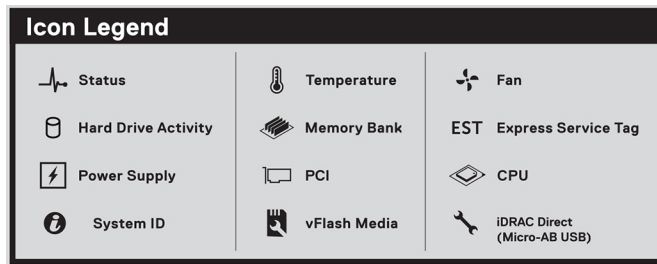 Icon Legend
Status
Hard Drive Activity
Power Supply
System ID
Temperature
Memory Bank
PCI
vFlash Media
Fan
EST Express Service Tag
CPU
iDRAC Direct
(Micro-AB USB)